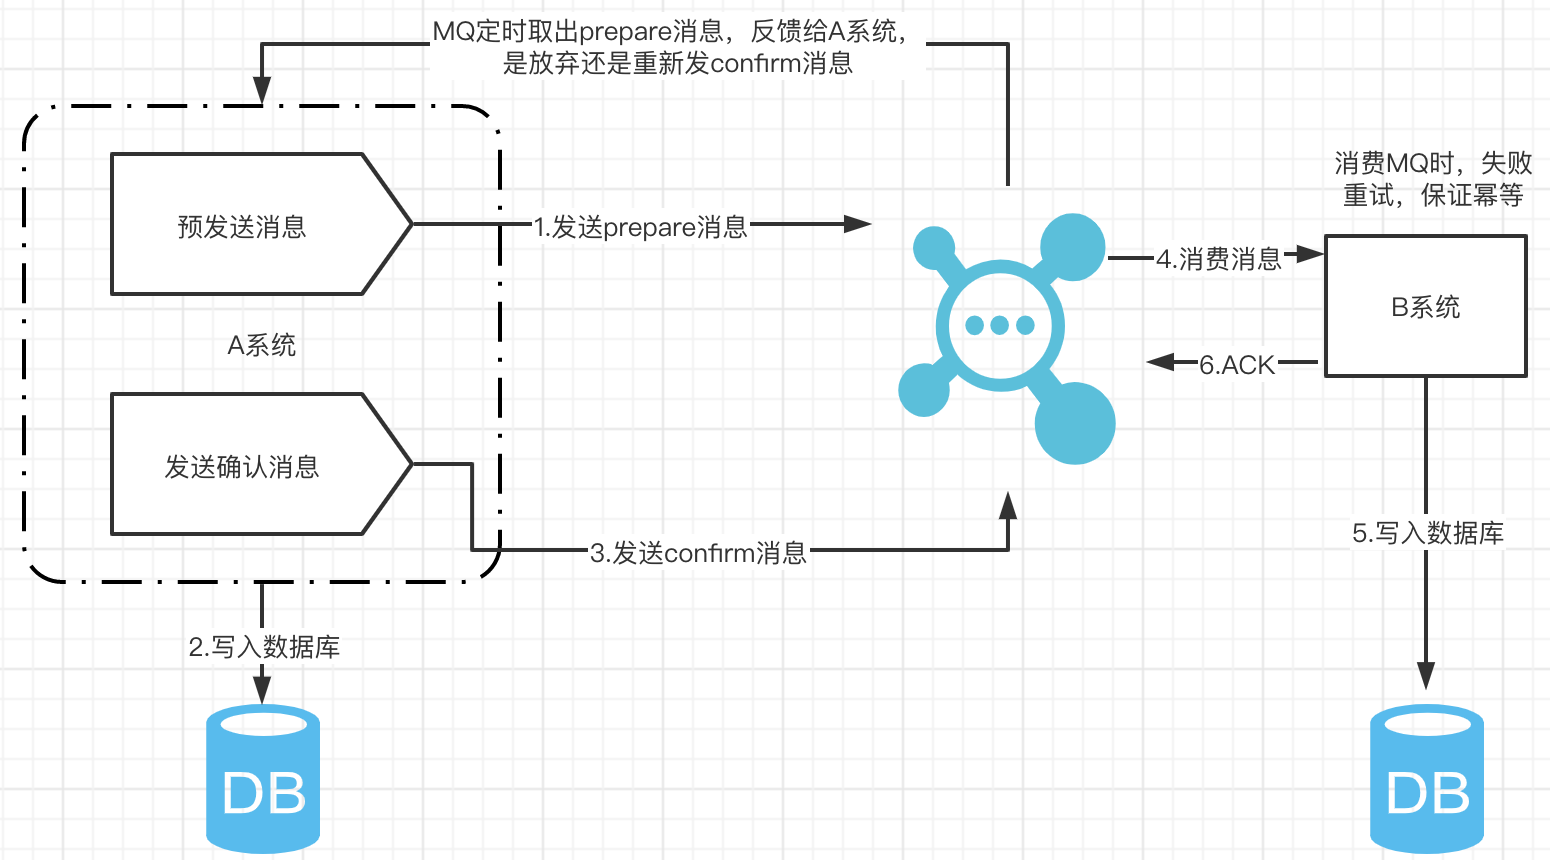 MQ定时取出prepare消息，反馈给A系统，
是放弃还是重新发confirm消息
预发送消息
1.发送prepare消息
A系统
发送确认消息
3.发送confirm消息
2.写入数据库
DB
消费MQ时，失败
重试，保证幂等
4.消费消息
B系统
6.ACK
5.写入数据库
DB